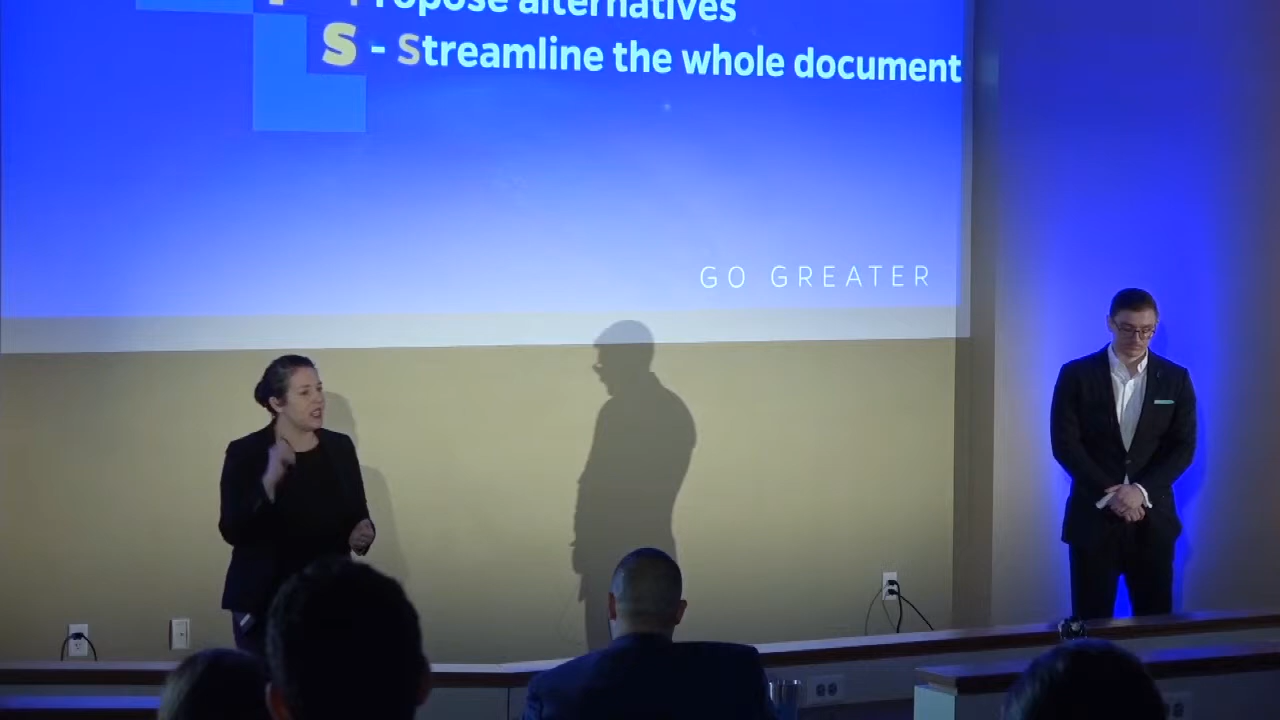 Propose alternatives
S - Streamline the whole document
GO GREATER